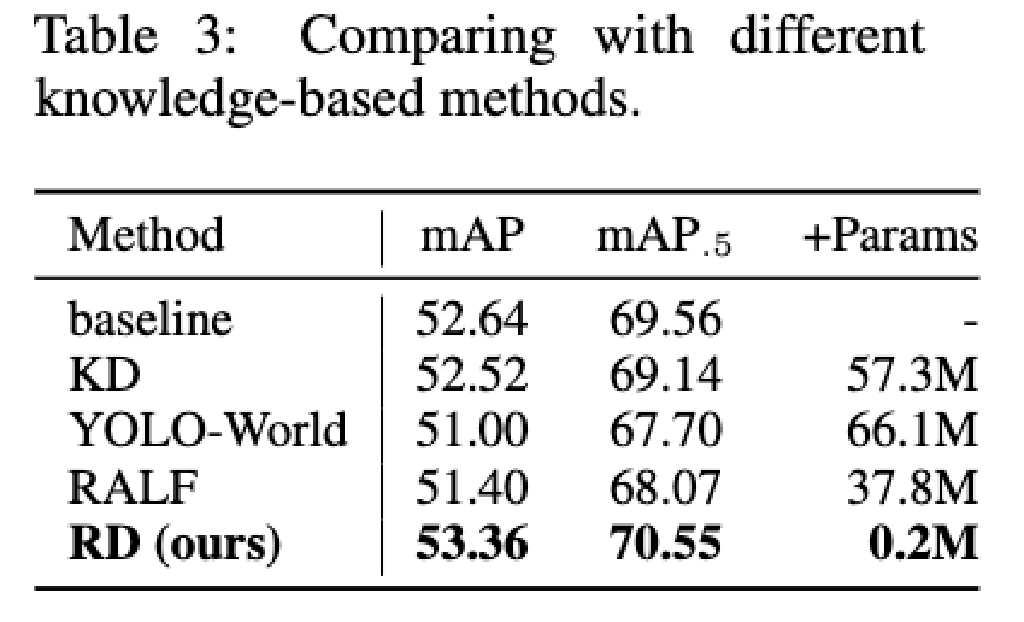 Table 3: Comparing with different
knowledge-based methods.
Method mAP mAP.5 +Params
baseline 52.64 69.56 -
KD 52.52 69.14 57.3M
YOLO-World 51.00 67.70 66.1M
RALF 51.40 68.07 37.8M
RD (ours) 53.36 70.55 0.2M